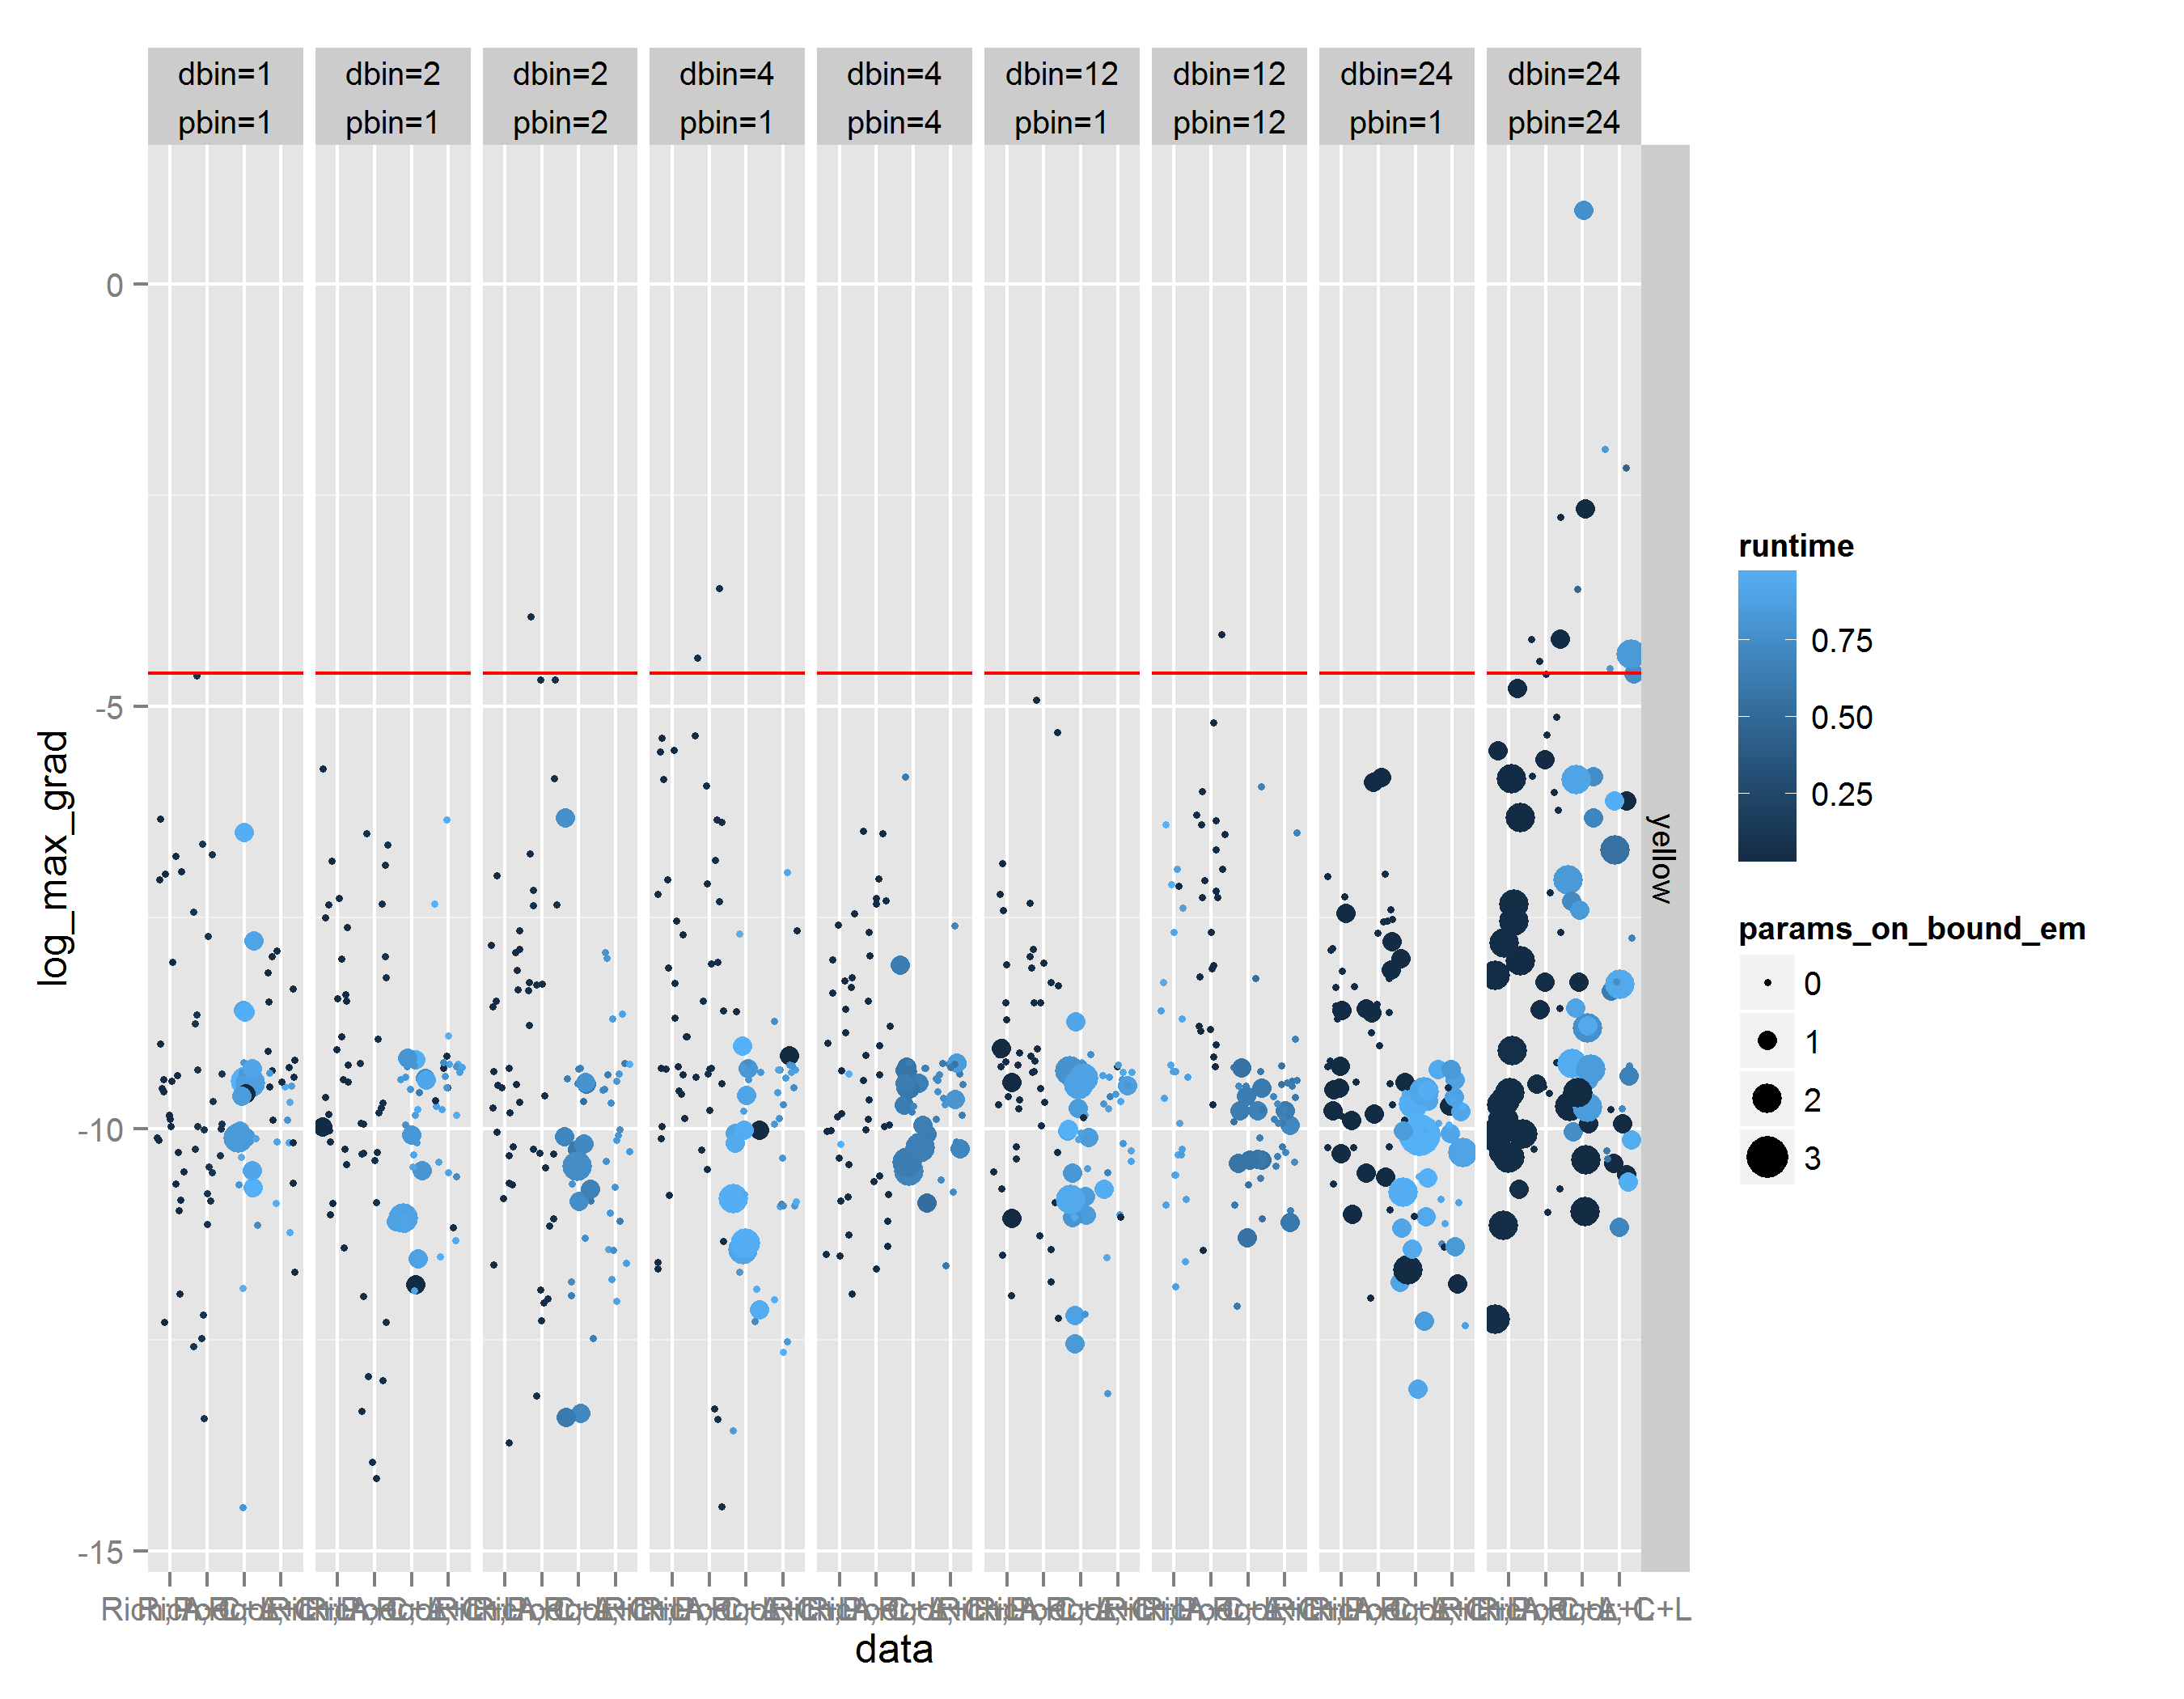 dbin=1 dbin=2 dbin=2 dbin=4 dbin=4 dbin=12 dbin=12 dbin=24 dbin=24
pbin=1 pbin=1 pbin=2 pbin=1 pbin=4 pbin=1 pbin=12 pbin=1 pbin=24
0
-5
-10
-15
log_max_grad
data
yellow
runtime
0.75
0.50
0.25
params_on_bound_em
0
1
2
3